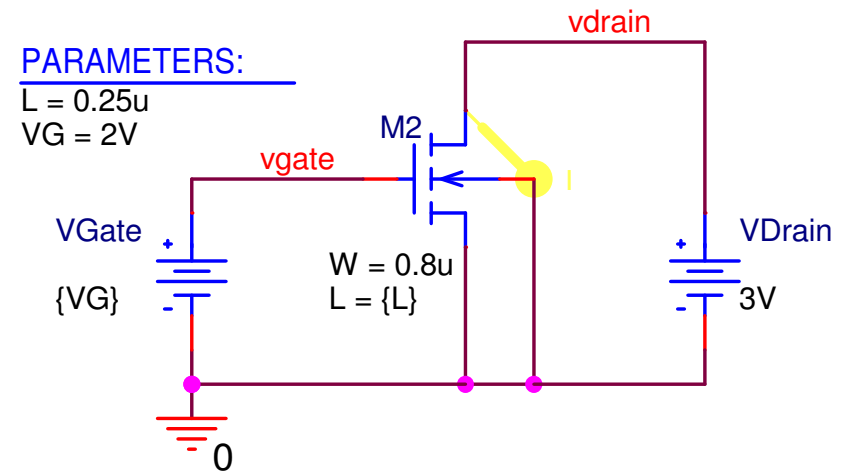 vdrain
PARAMETERS:
L = 0.25u
VG = 2V
M2
vgate
I
VGate
VDrain
+
+
W = 0.8u
{VG}
L = {L}
3V
-
-
0